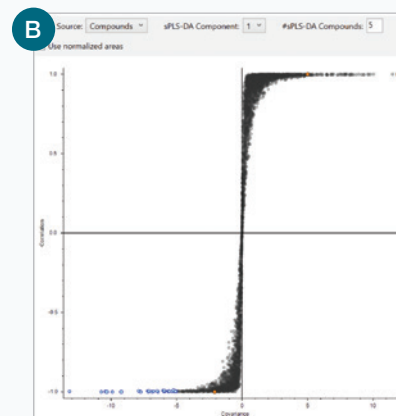 B
Source: Compounds sPLS-DA Component: 1 #sPLS-DA Compounds: 5
Use normalized areas
1.0
0.5
0.0
-0.5
-1.0
Correlation
-10 -5 0 5 10
Covariance